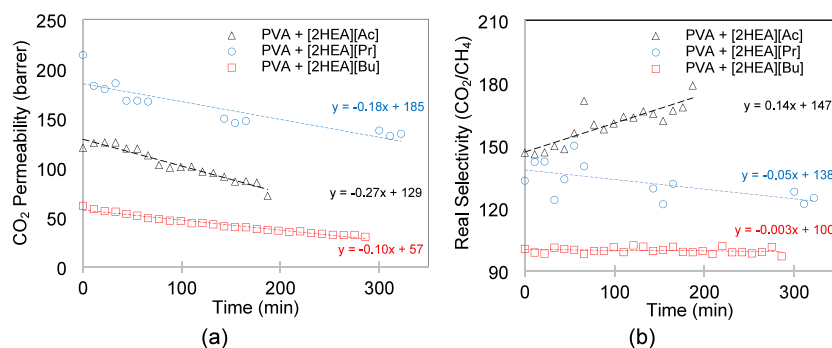 250
200
150
100
50
0
CO₂ Permeability (barrer)
PVA + [2HEA][Ac]
PVA + [2HEA][Pr]
PVA + [2HEA][Bu]
y = -0.18x + 185
y = -0.27x + 129
y = -0.10x + 57
0 100 200 300
Time (min)
(a)
210
180
150
120
90
Real Selectivity (CO₂/CH₄)
PVA + [2HEA][Ac]
PVA + [2HEA][Pr]
PVA + [2HEA][Bu]
y = 0.14x + 147
y = -0.05x + 138
y = -0.003x + 100
0 100 200 300
Time (min)
(b)